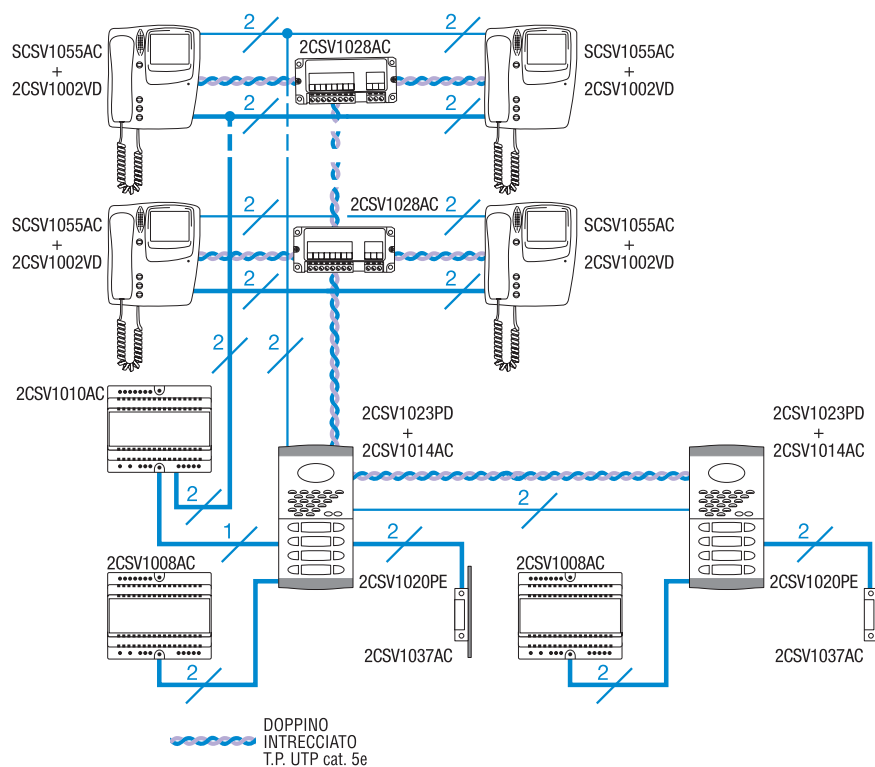 2
2
2CSV1028AC
SCSV1055AC
+
2CSV1002VD
SCSV1055AC
+
2CSV1002VD
2
2
2CSV1028AC
2
2
SCSV1055AC
+
2CSV1002VD
SCSV1055AC
+
2CSV1002VD
2
2
2
2
2CSV1010AC
2CSV1023PD
+
2CSV1014AC
2CSV1023PD
+
2CSV1014AC
2
2
1
2
2
2CSV1008AC
2CSV1020PE
2CSV1008AC
2CSV1020PE
2CSV1037AC
2CSV1037AC
2
2
DOPPINO
INTRECCIATO
T.P. UTP cat. 5e